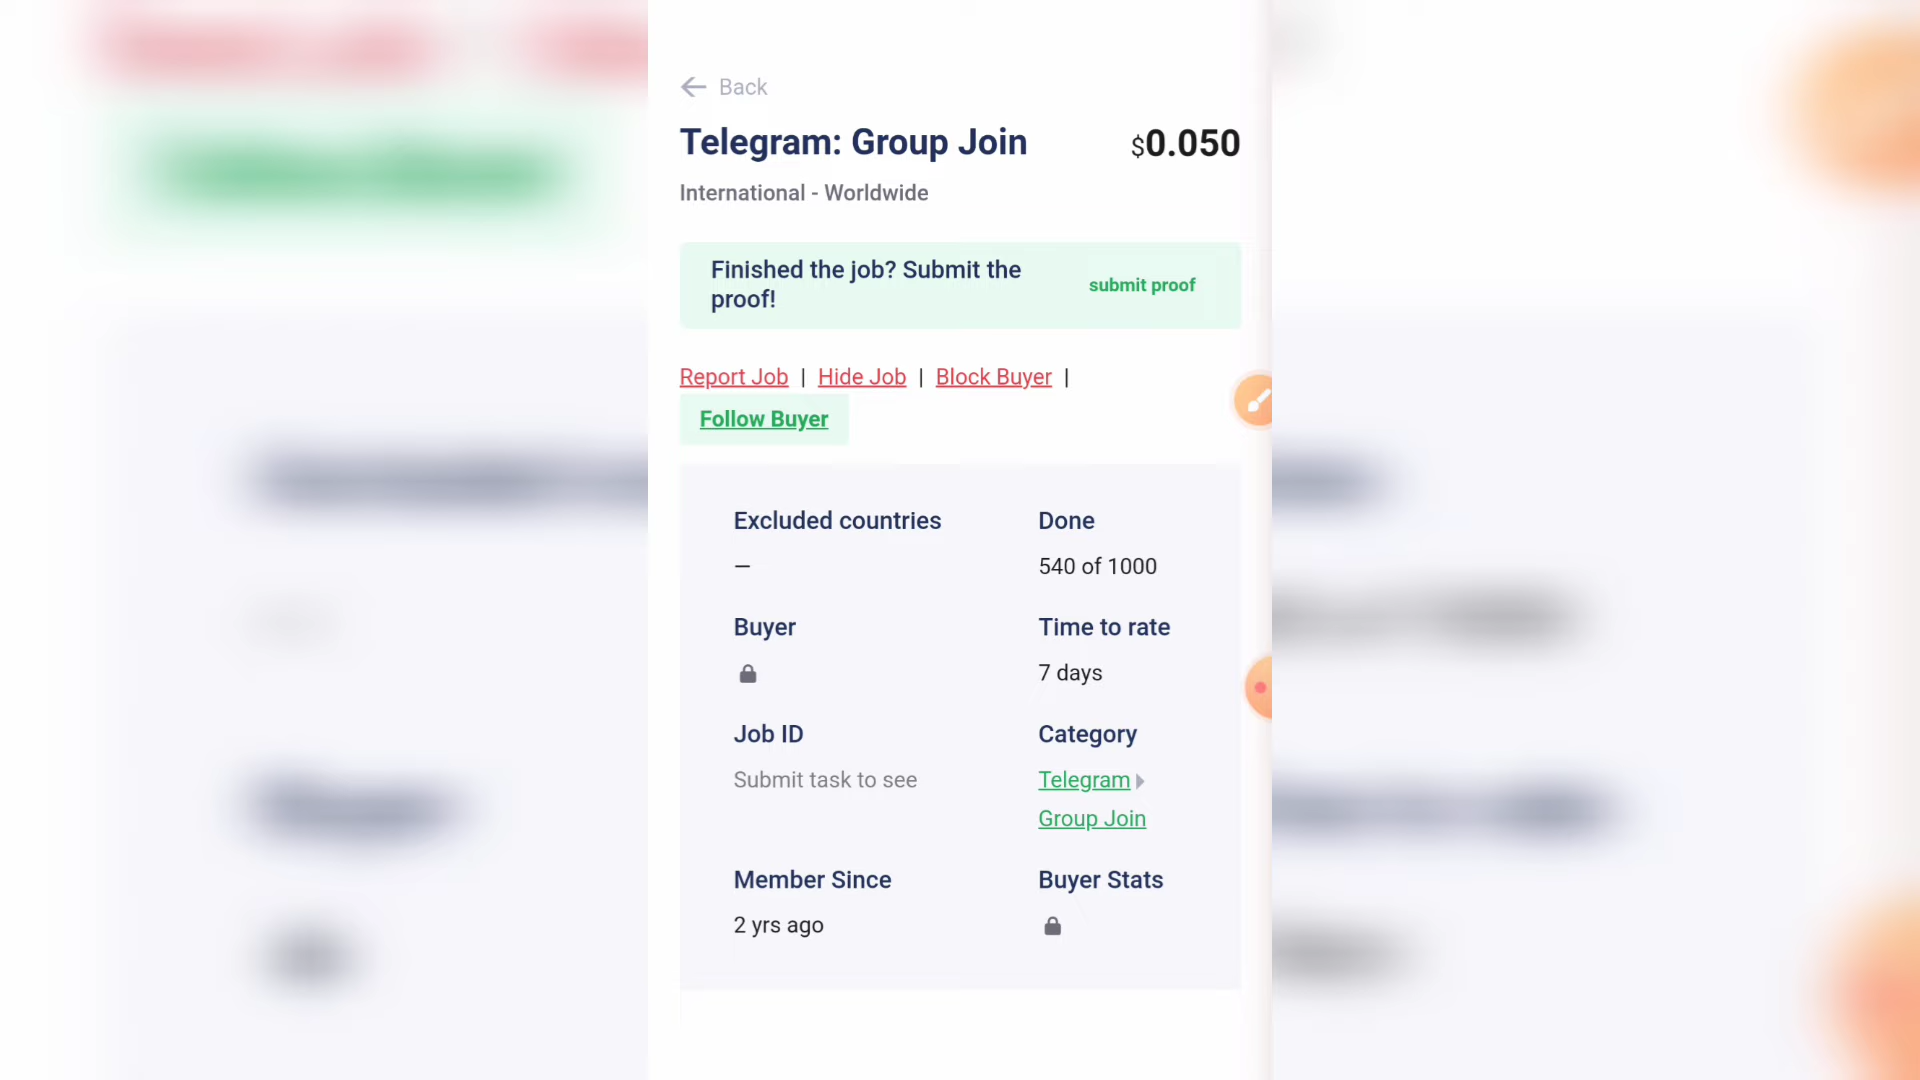 Back
Telegram: Group Join
$0.050
International - Worldwide
Finished the job? Submit the
proof!
submit proof
Report Job | Hide Job | Block Buyer |
Follow Buyer
Excluded countries
Done
—
540 of 1000
Buyer
Time to rate
7 days
Job ID
Category
Submit task to see
Telegram
Group Join
Member Since
Buyer Stats
2 yrs ago